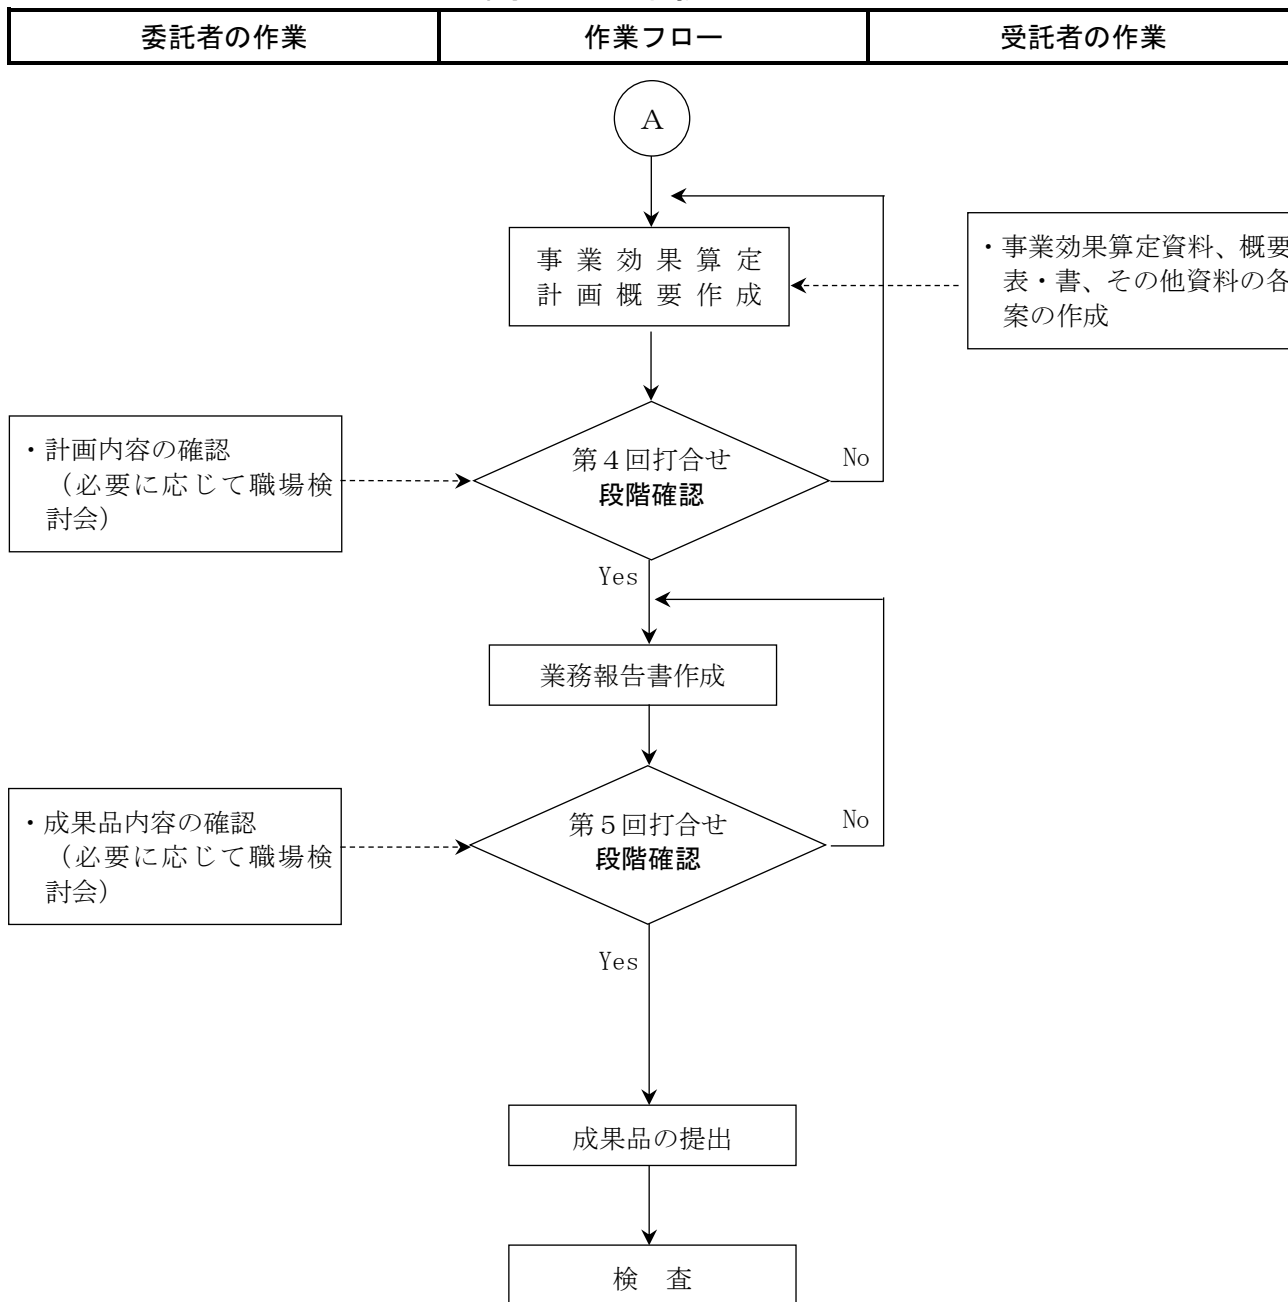 委託者の作業
作業フロー
受託者の作業
A
事業効果算定
計画概要作成
・事業効果算定資料、概要
表・書、その他資料の各
案の作成
・計画内容の確認
（必要に応じて職場検
討会）
第４回打合せ
段階確認
No
Yes
業務報告書作成
・成果品内容の確認
（必要に応じて職場検
討会）
第５回打合せ
段階確認
No
Yes
成果品の提出
検　査